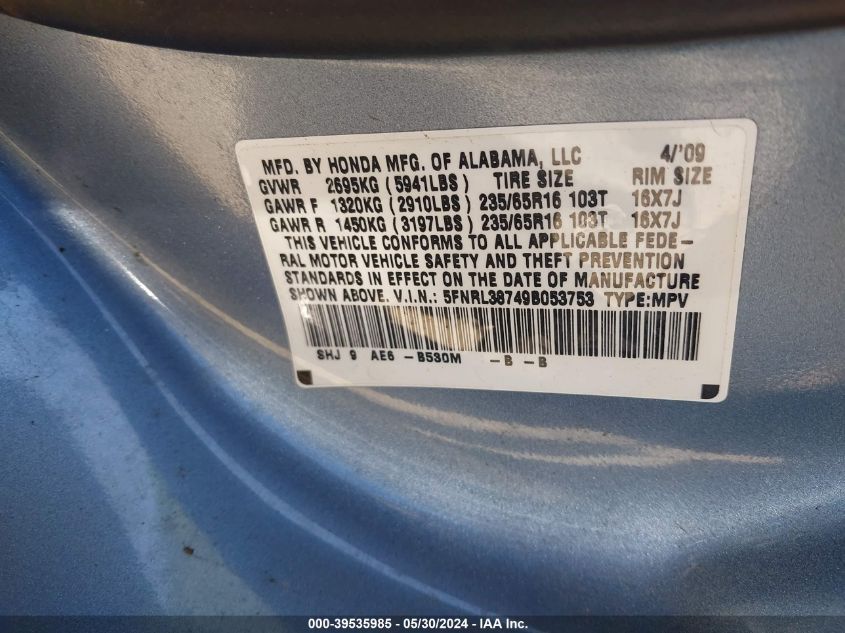 MFD. BY HONDA MFG. OF ALABAMA, LLC 4/'09
GVWR 2695KG (5941LBS) TIRE SIZE RIM SIZE
GAWR F 1320KG (2910LBS) 235/65R16 103T 16X7J
GAWR R 1450KG (3197LBS) 235/65R16 103T 16X7J
THIS VEHICLE CONFORMS TO ALL APPLICABLE FEDE-
RAL MOTOR VEHICLE SAFETY AND THEFT PREVENTION
STANDARDS IN EFFECT ON THE DATE OF MANUFACTURE
SHOWN ABOVE. V.I.N.: 5FNRL38749B053753 TYPE:MPV
SHJ 9 AE6 -B530M -B -B
000-39535985 - 05/30/2024 - IAA, Inc.